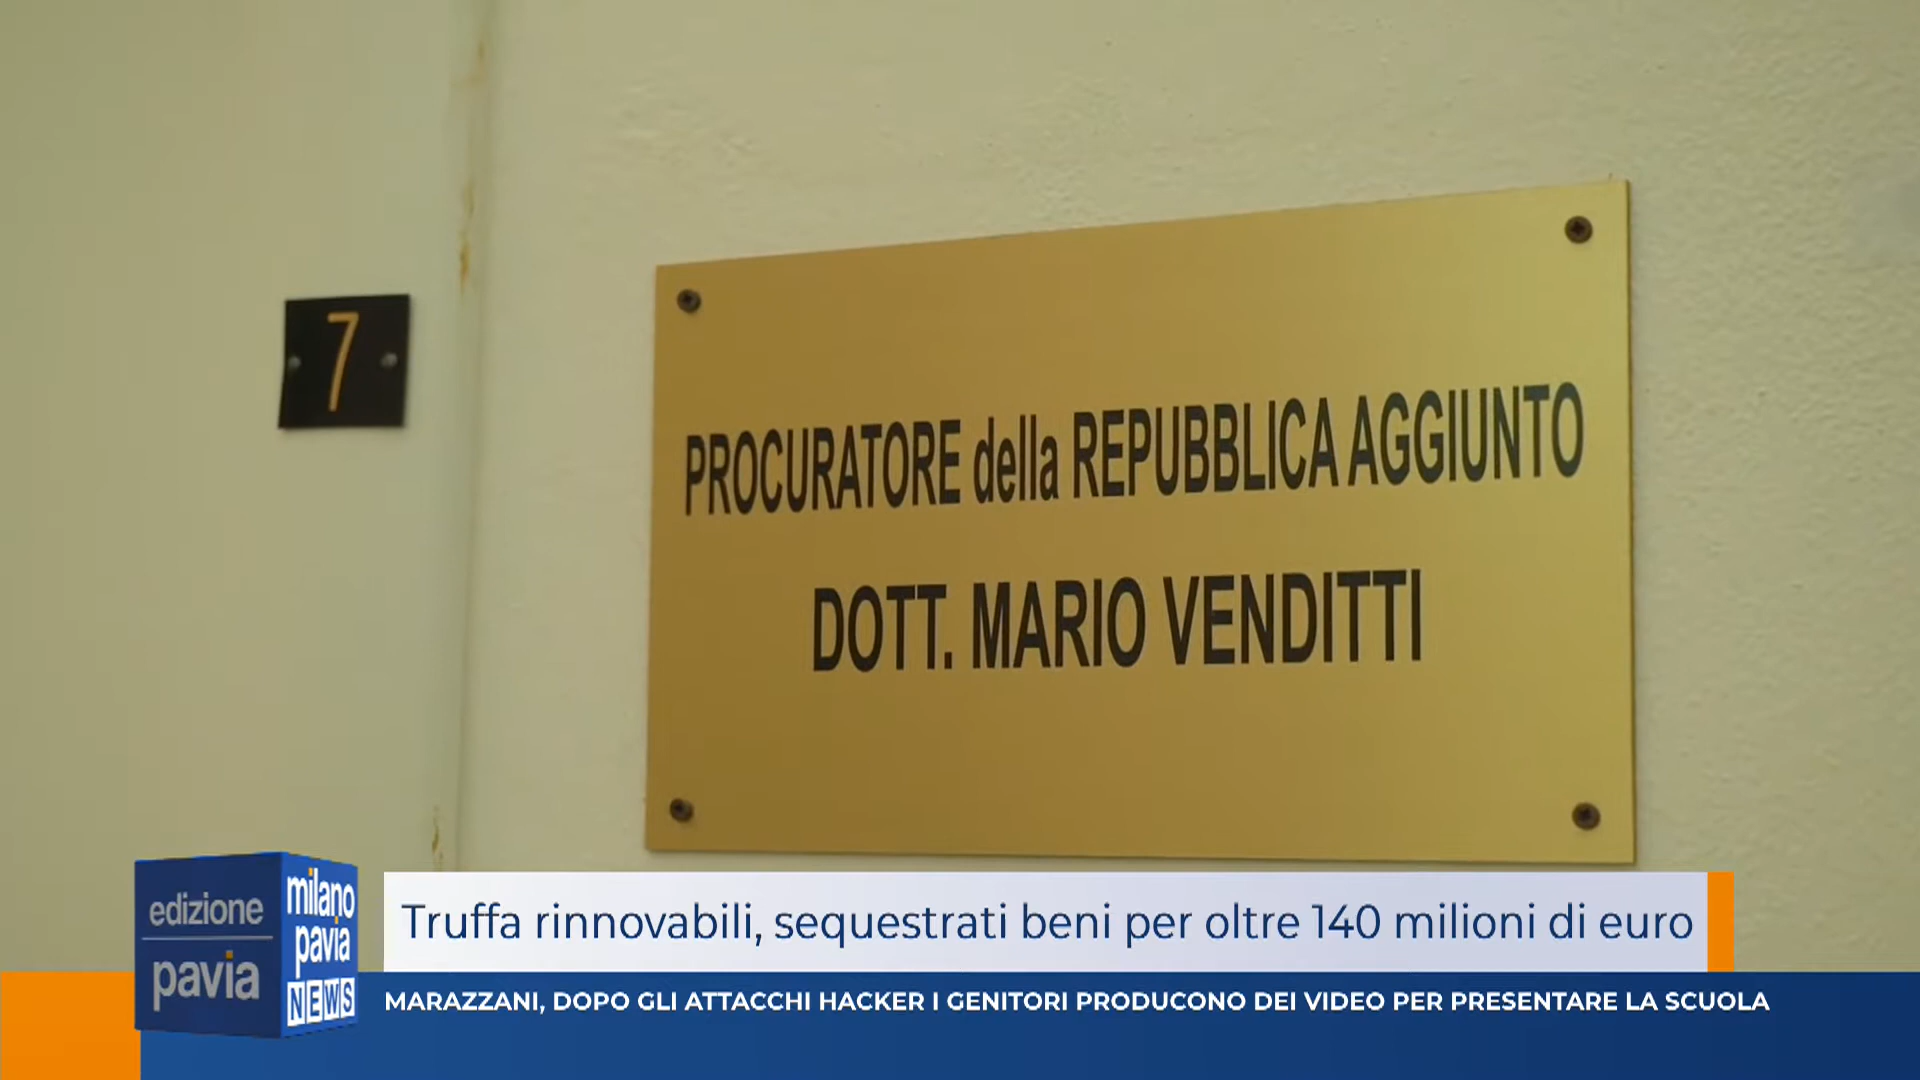 7
PROCURATORE della REPUBBLICA AGGIUNTO
DOTT. MARIO VENDITTI
edizione
pavia
milano
pavia
NEWS
Truffa rinnovabili, sequestrati beni per oltre 140 milioni di euro
MARAZZANI, DOPO GLI ATTACCHI HACKER I GENITORI PRODUCONO DEI VIDEO PER PRESENTARE LA SCUOLA